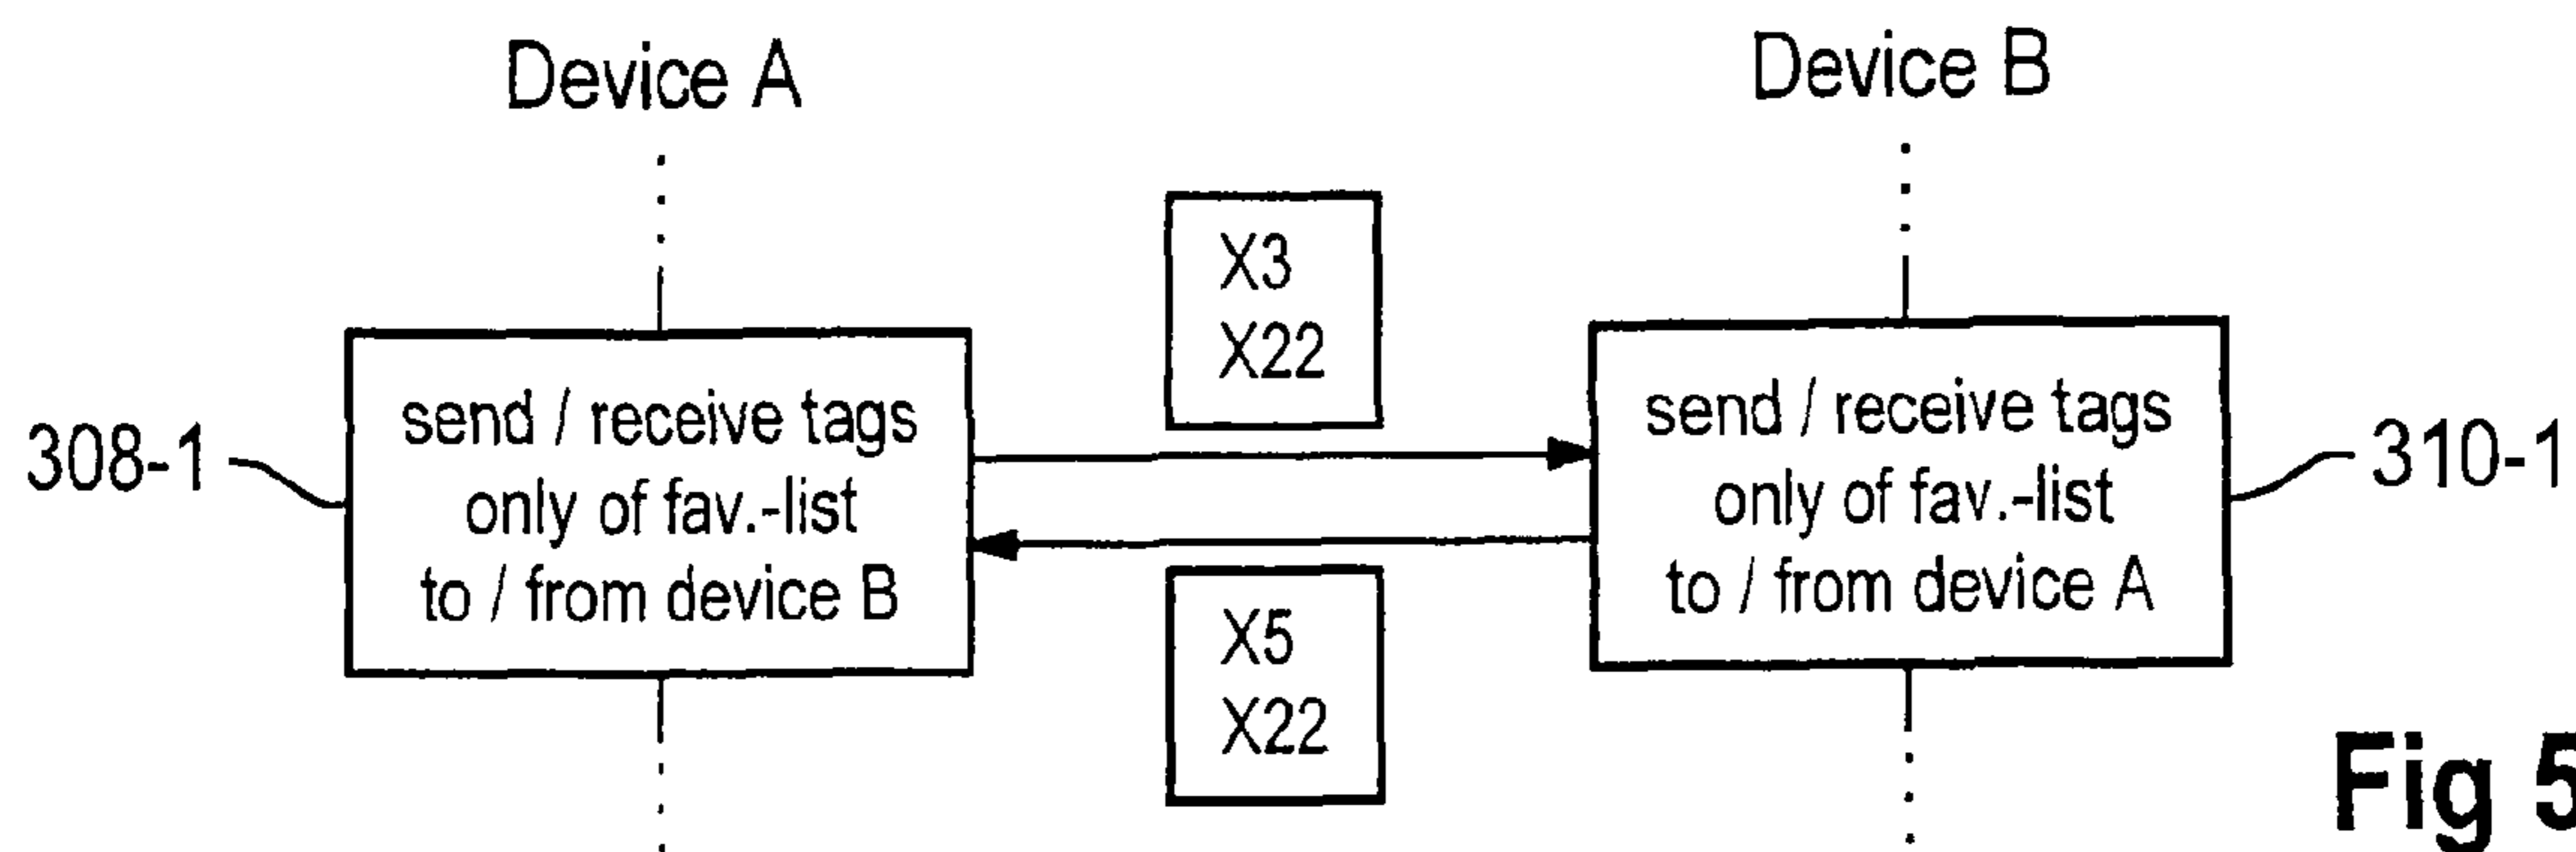 Device A
Device B
X3
X22
308-1
send / receive tags
only of fav.-list
to / from device B
send / receive tags
only of fav.-list
to / from device A
310-1
X5
X22
Fig 5